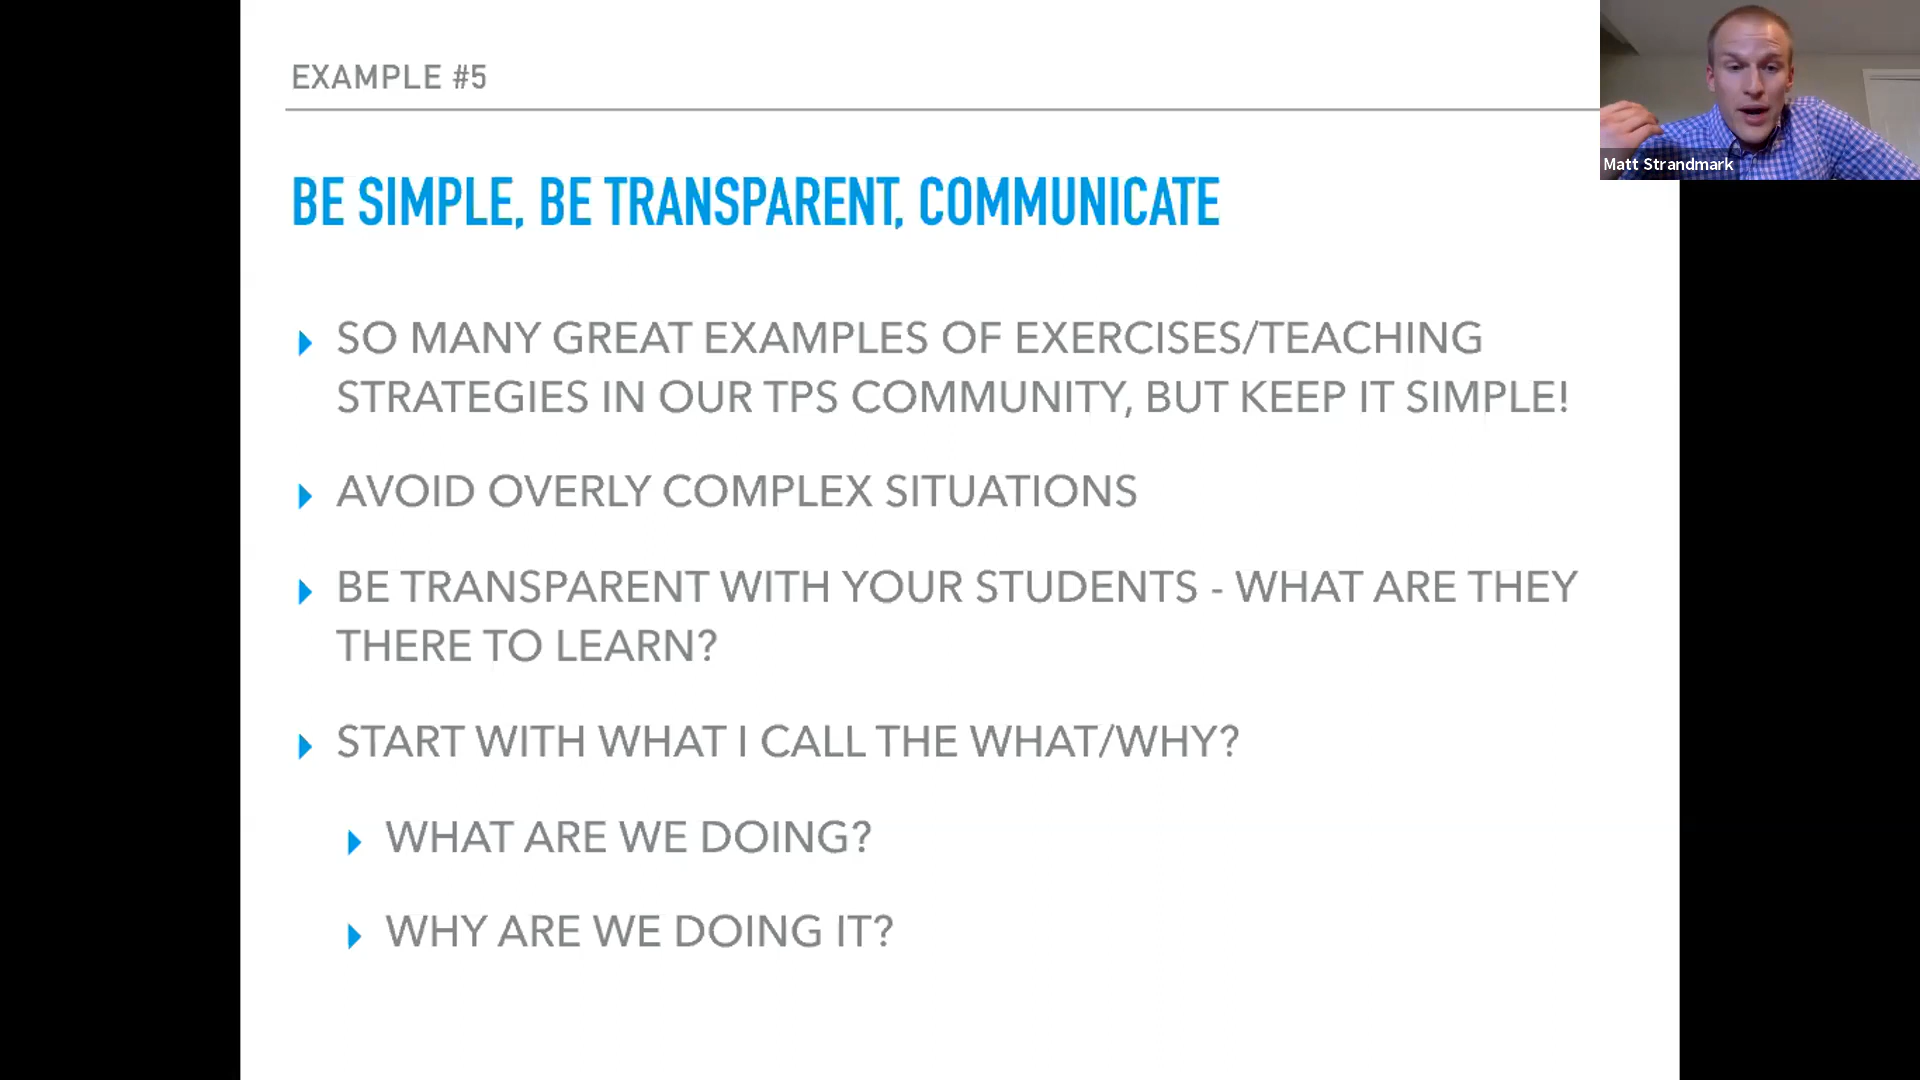 EXAMPLE #5
BE SIMPLE, BE TRANSPARENT, COMMUNICATE
SO MANY GREAT EXAMPLES OF EXERCISES/TEACHING
STRATEGIES IN OUR TPS COMMUNITY, BUT KEEP IT SIMPLE!
AVOID OVERLY COMPLEX SITUATIONS
BE TRANSPARENT WITH YOUR STUDENTS - WHAT ARE THEY
THERE TO LEARN?
START WITH WHAT I CALL THE WHAT/WHY?
WHAT ARE WE DOING?
WHY ARE WE DOING IT?
Matt Strandmark